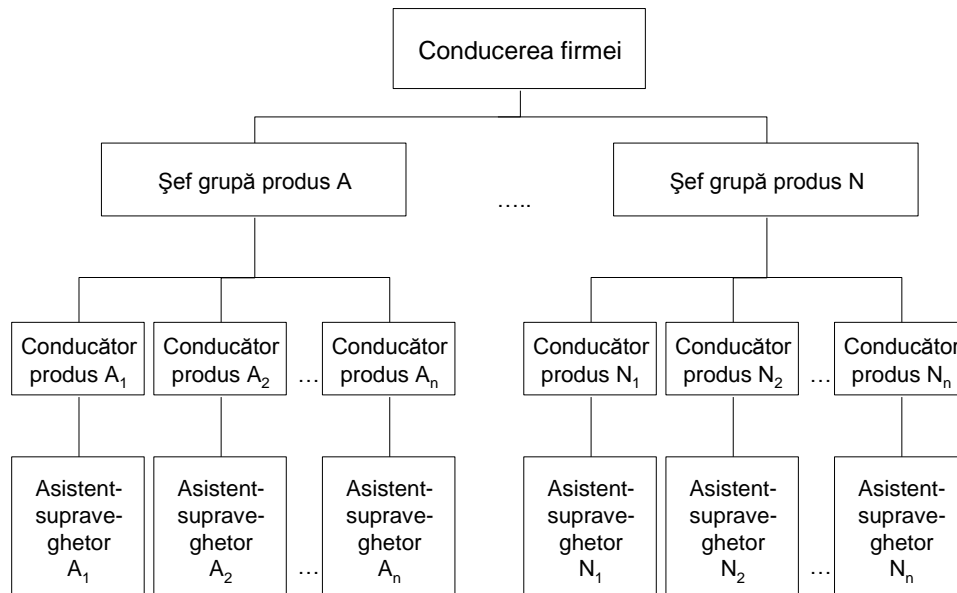 Conducerea firmei
Şef grupă produs A
…..
Şef grupă produs N
Conducător
produs A₁
Conducător
produs A₂
…
Conducător
produs Aₙ
Conducător
produs N₁
Conducător
produs N₂
…
Conducător
produs Nₙ
Asistent-
suprave-
ghetor
A₁
Asistent-
suprave-
ghetor
A₂
…
Asistent-
suprave-
ghetor
Aₙ
Asistent-
suprave-
ghetor
N₁
Asistent-
suprave-
ghetor
N₂
…
Asistent-
suprave-
ghetor
Nₙ